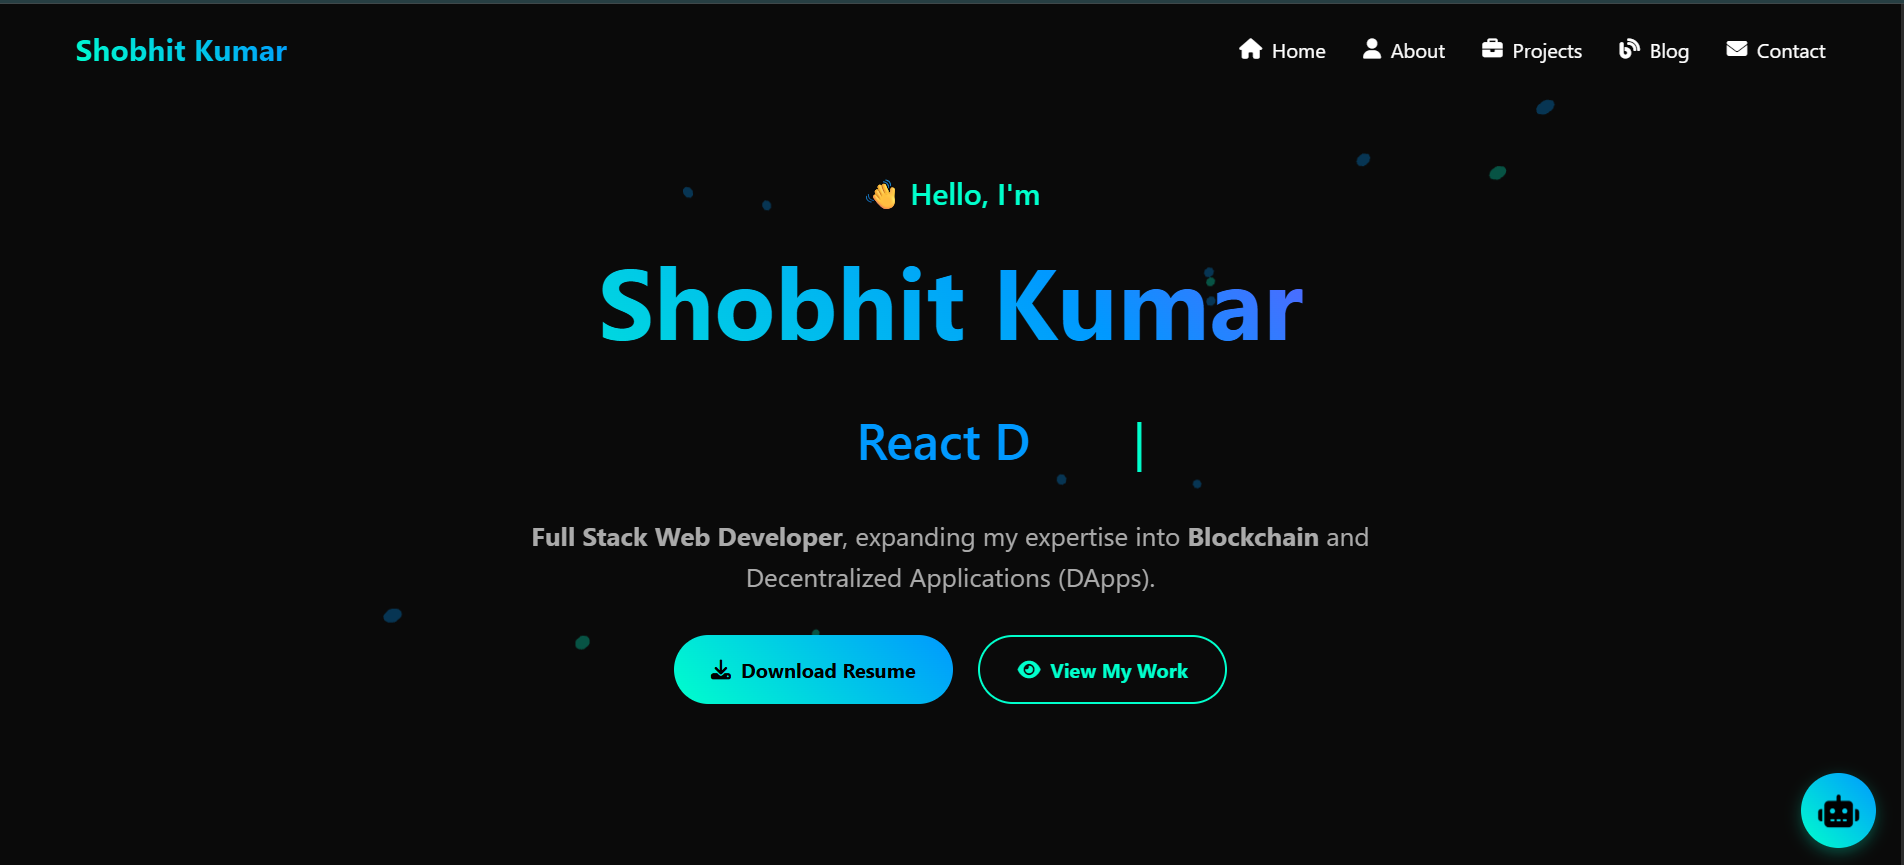 Shobhit Kumar
Home About Projects Blog Contact
👋 Hello, I'm
Shobhit Kumar
React D |
Full Stack Web Developer, expanding my expertise into Blockchain and
Decentralized Applications (DApps).
Download Resume
View My Work